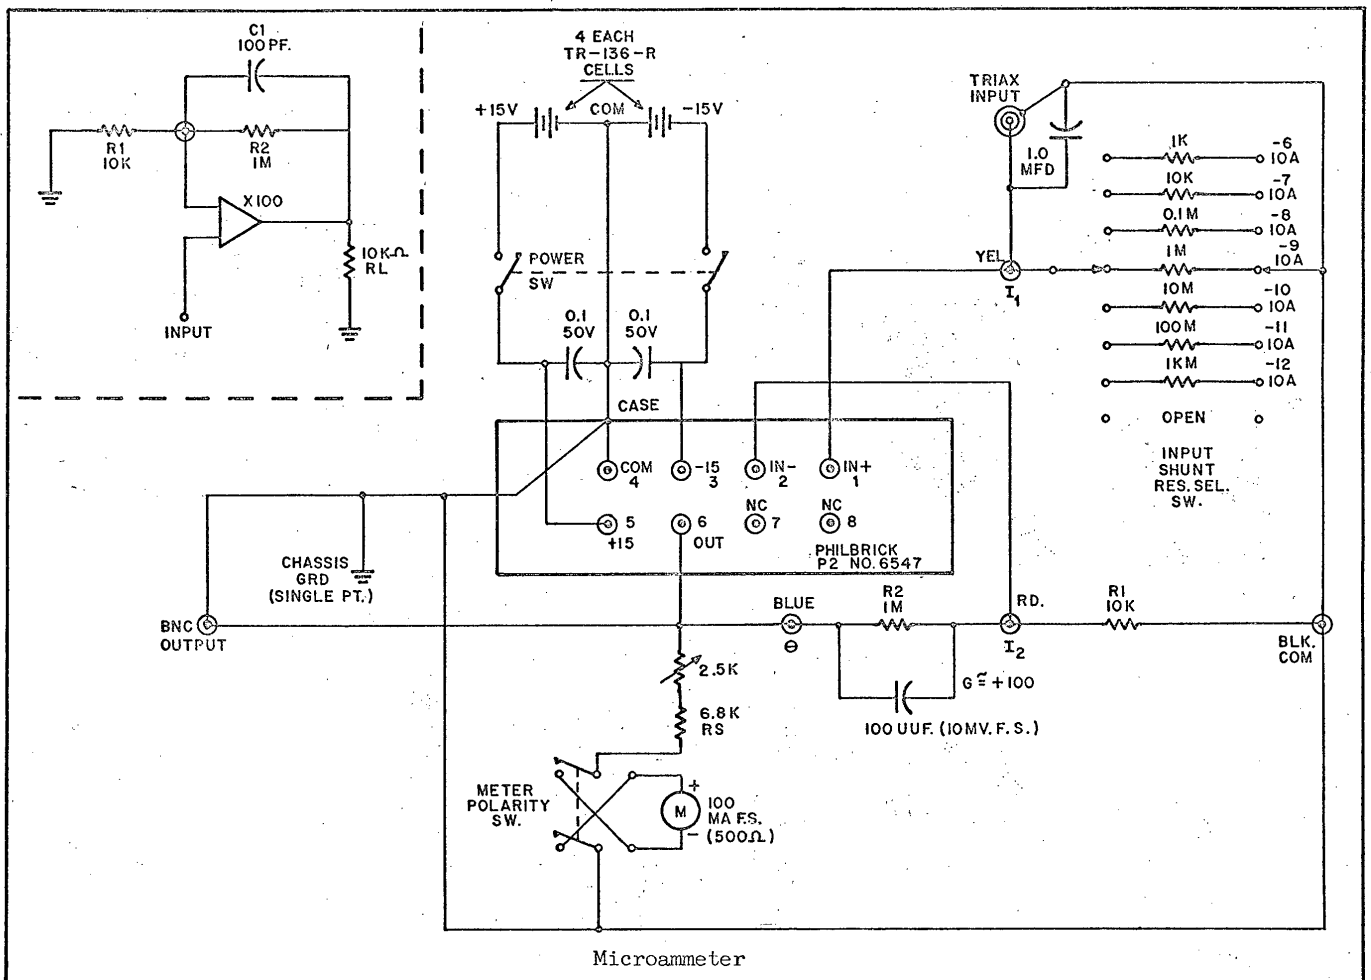 C1
100 PF.
R1
10K
R2
1M
X100
10KΩ
RL
INPUT
4 EACH
TR-136-R
CELLS
+15V
COM
-15V
POWER
SW
0.1
50V
0.1
50V
CASE
TRIAX
INPUT
1.0
MFD
YEL.
I1
1K
-6
10A
10K
-7
10A
0.1M
-8
10A
1M
-9
10A
10M
-10
10A
100M
-11
10A
1KM
-12
10A
OPEN
INPUT
SHUNT
RES. SEL.
SW.
COM
4
-15
3
IN-
2
IN+
1
5
+15
6
OUT
NC
7
NC
8
PHILBRICK
P2 NO. 6547
CHASSIS
GRD
(SINGLE PT.)
BNC
OUTPUT
BLUE
R2
1M
RD.
I2
R1
10K
BLK.
COM
G ≅ +100
100 UUF. (10MV. F. S.)
2.5K
6.8K
RS
METER
POLARITY
SW.
M
+
-
100
MA F.S.
(500Ω)
Microammeter